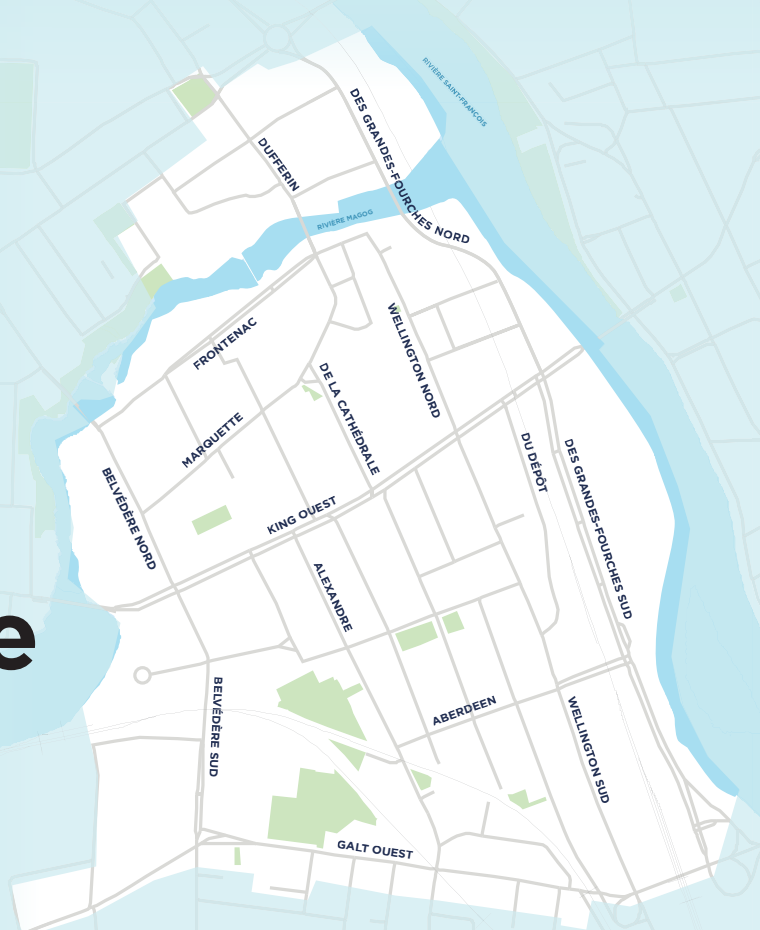 RIVIÈRE SAINT-FRANÇOIS
DES GRANDES-FOURCHES NORD
DUFFERIN
RIVIÈRE MAGOG
FRONTENAC
WELLINGTON NORD
DE LA CATHÉDRALE
MARQUETTE
BELVÉDÈRE NORD
KING OUEST
DU DÉPÔT
DES GRANDES-FOURCHES SUD
ALEXANDRE
e
BELVÉDÈRE SUD
ABERDEEN
WELLINGTON SUD
GALT OUEST